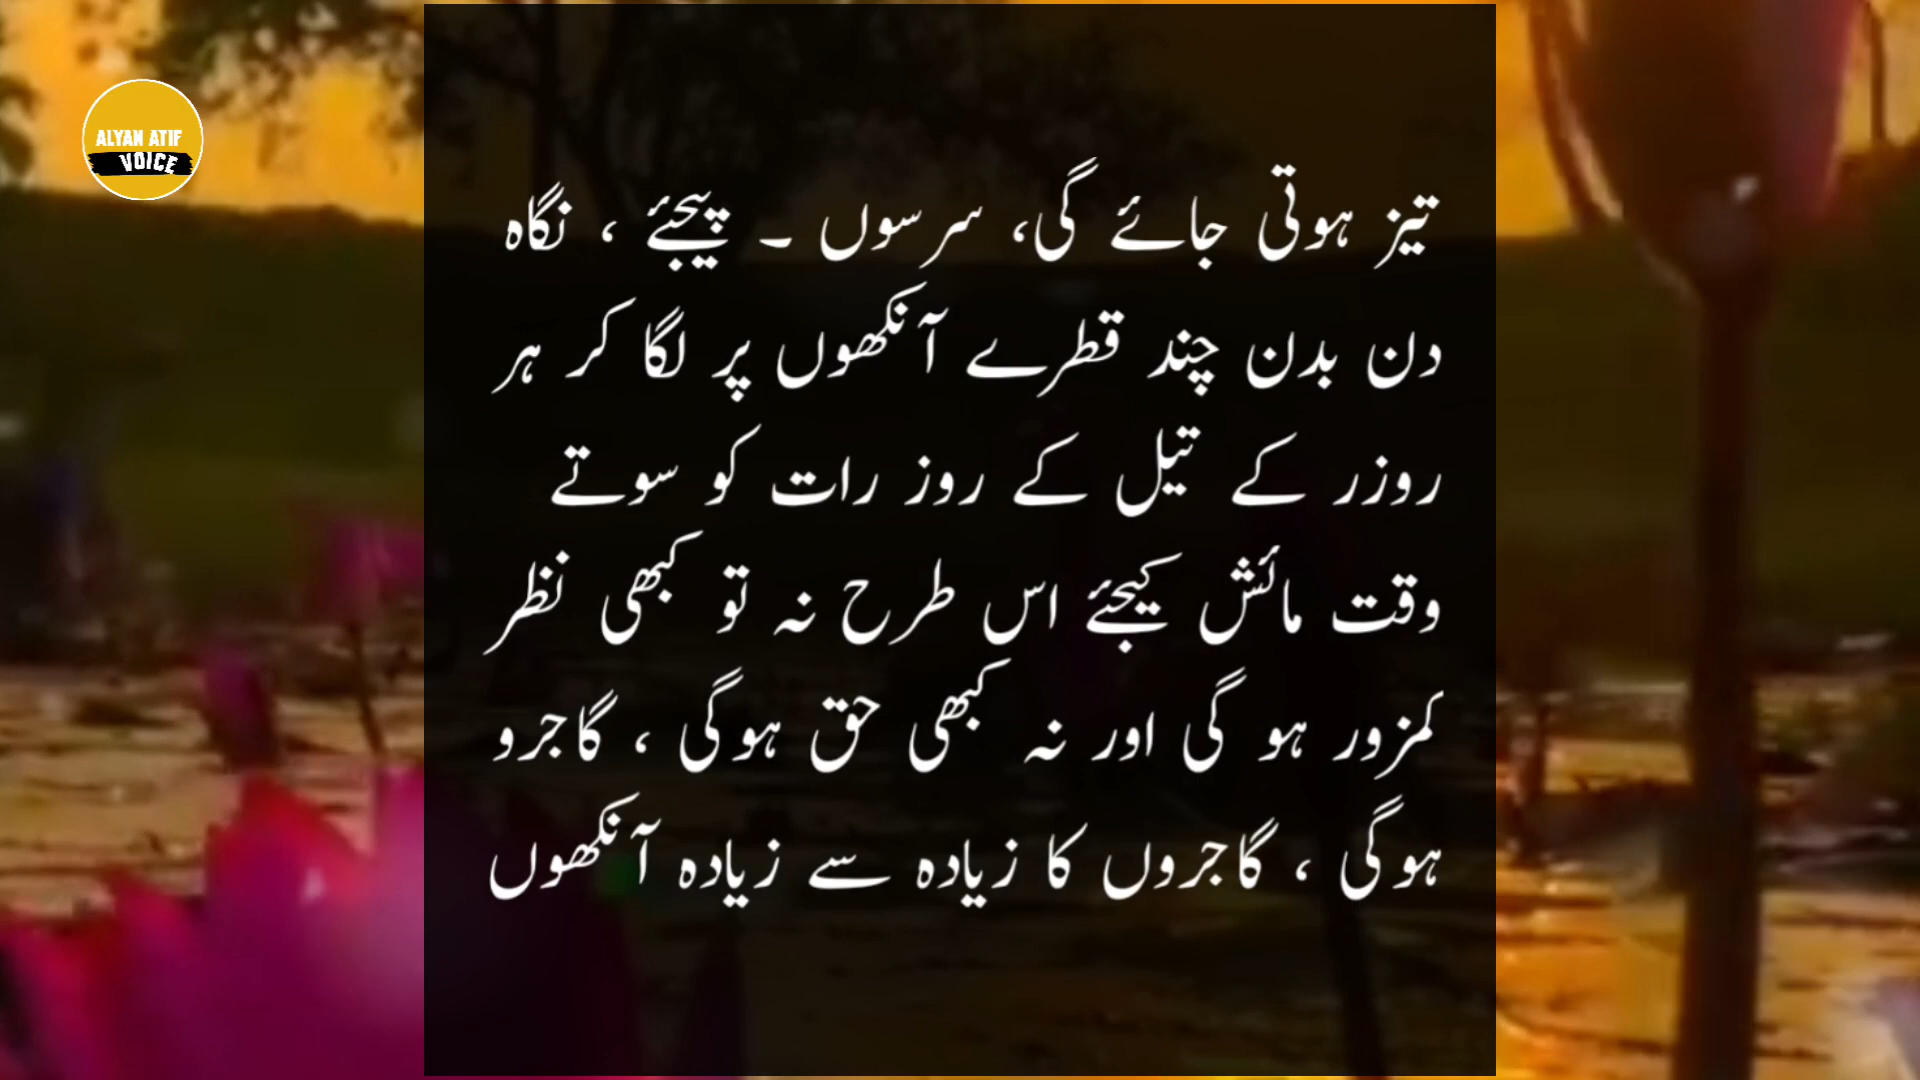 ALYAN ATIF
VOICE
تیز ہوتی جائے گی، سرسوں ۔ پیجئے ، نگاہ
دن بدن چند قطرے آنکھوں پر لگا کر ہر
روزر کے تیل کے روز رات کو سوتے
وقت مائش کیجئے اس طرح نہ تو کبھی نظر
کمزور ہو گی اور نہ کبھی حق ہوگی ، گاجرو
ہوگی ، گاجروں کا زیادہ سے زیادہ آنکھوں